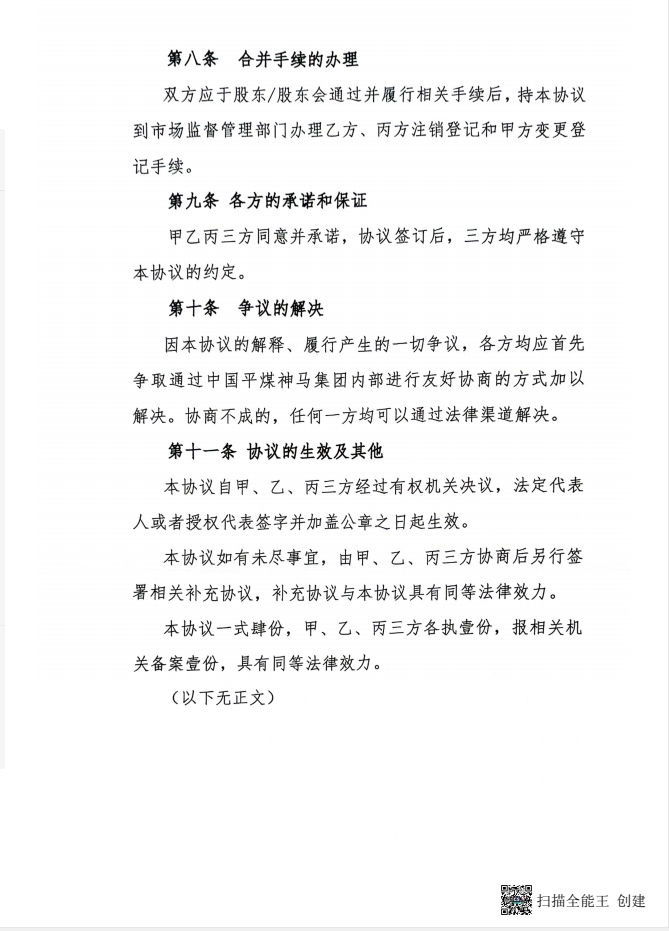 第八条 合并手续的办理
双方应于股东/股东会通过并履行相关手续后，持本协议
到市场监督管理部门办理乙方、丙方注销登记和甲方变更登
记手续。
第九条 各方的承诺和保证
甲乙丙三方同意并承诺，协议签订后，三方均严格遵守
本协议的约定。
第十条 争议的解决
因本协议的解释、履行产生的一切争议，各方均应首先
争取通过中国平煤神马集团内部进行友好协商的方式加以
解决。协商不成的，任何一方均可以通过法律渠道解决。
第十一条 协议的生效及其他
本协议自甲、乙、丙三方经过有权机关决议，法定代表
人或者授权代表签字并加盖公章之日起生效。
本协议如有未尽事宜，由甲、乙、丙三方协商后另行签
署相关补充协议，补充协议与本协议具有同等法律效力。
本协议一式肆份，甲、乙、丙三方各执壹份，报相关机
关备案壹份，具有同等法律效力。
（以下无正文）
扫描全能王 创建